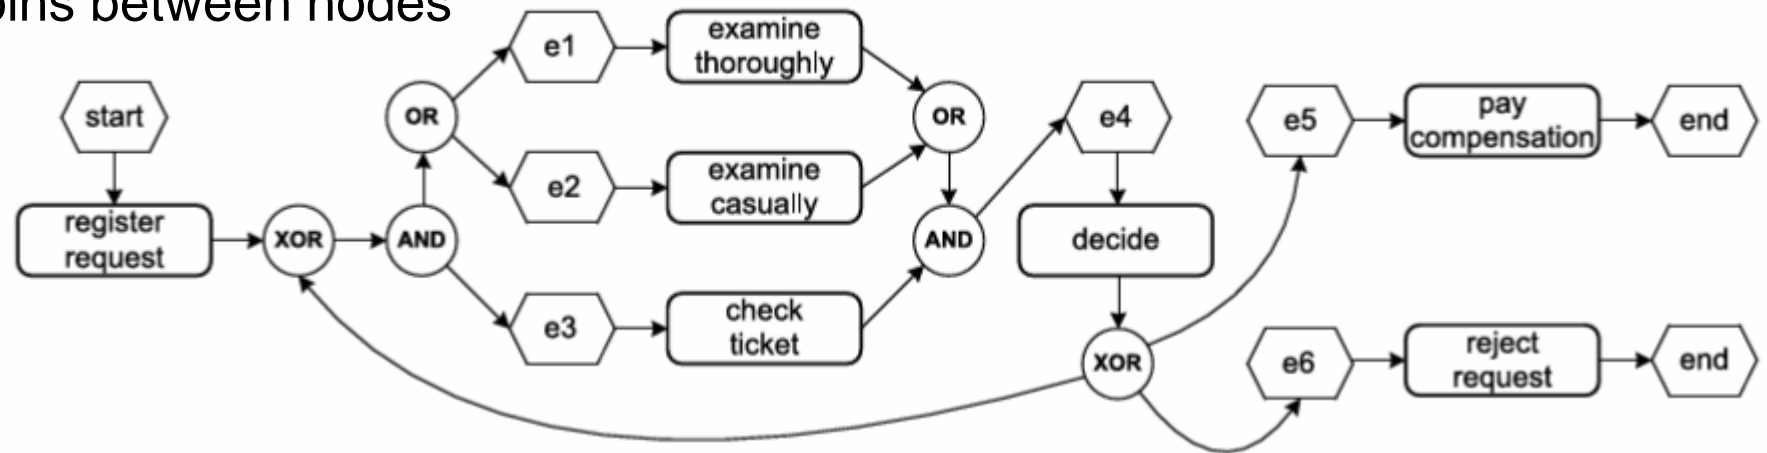 oins between nodes
start
register
request
XOR
AND
OR
e1
examine
thoroughly
e2
examine
casually
e3
check
ticket
OR
AND
e4
decide
XOR
e5
pay
compensation
end
e6
reject
request
end